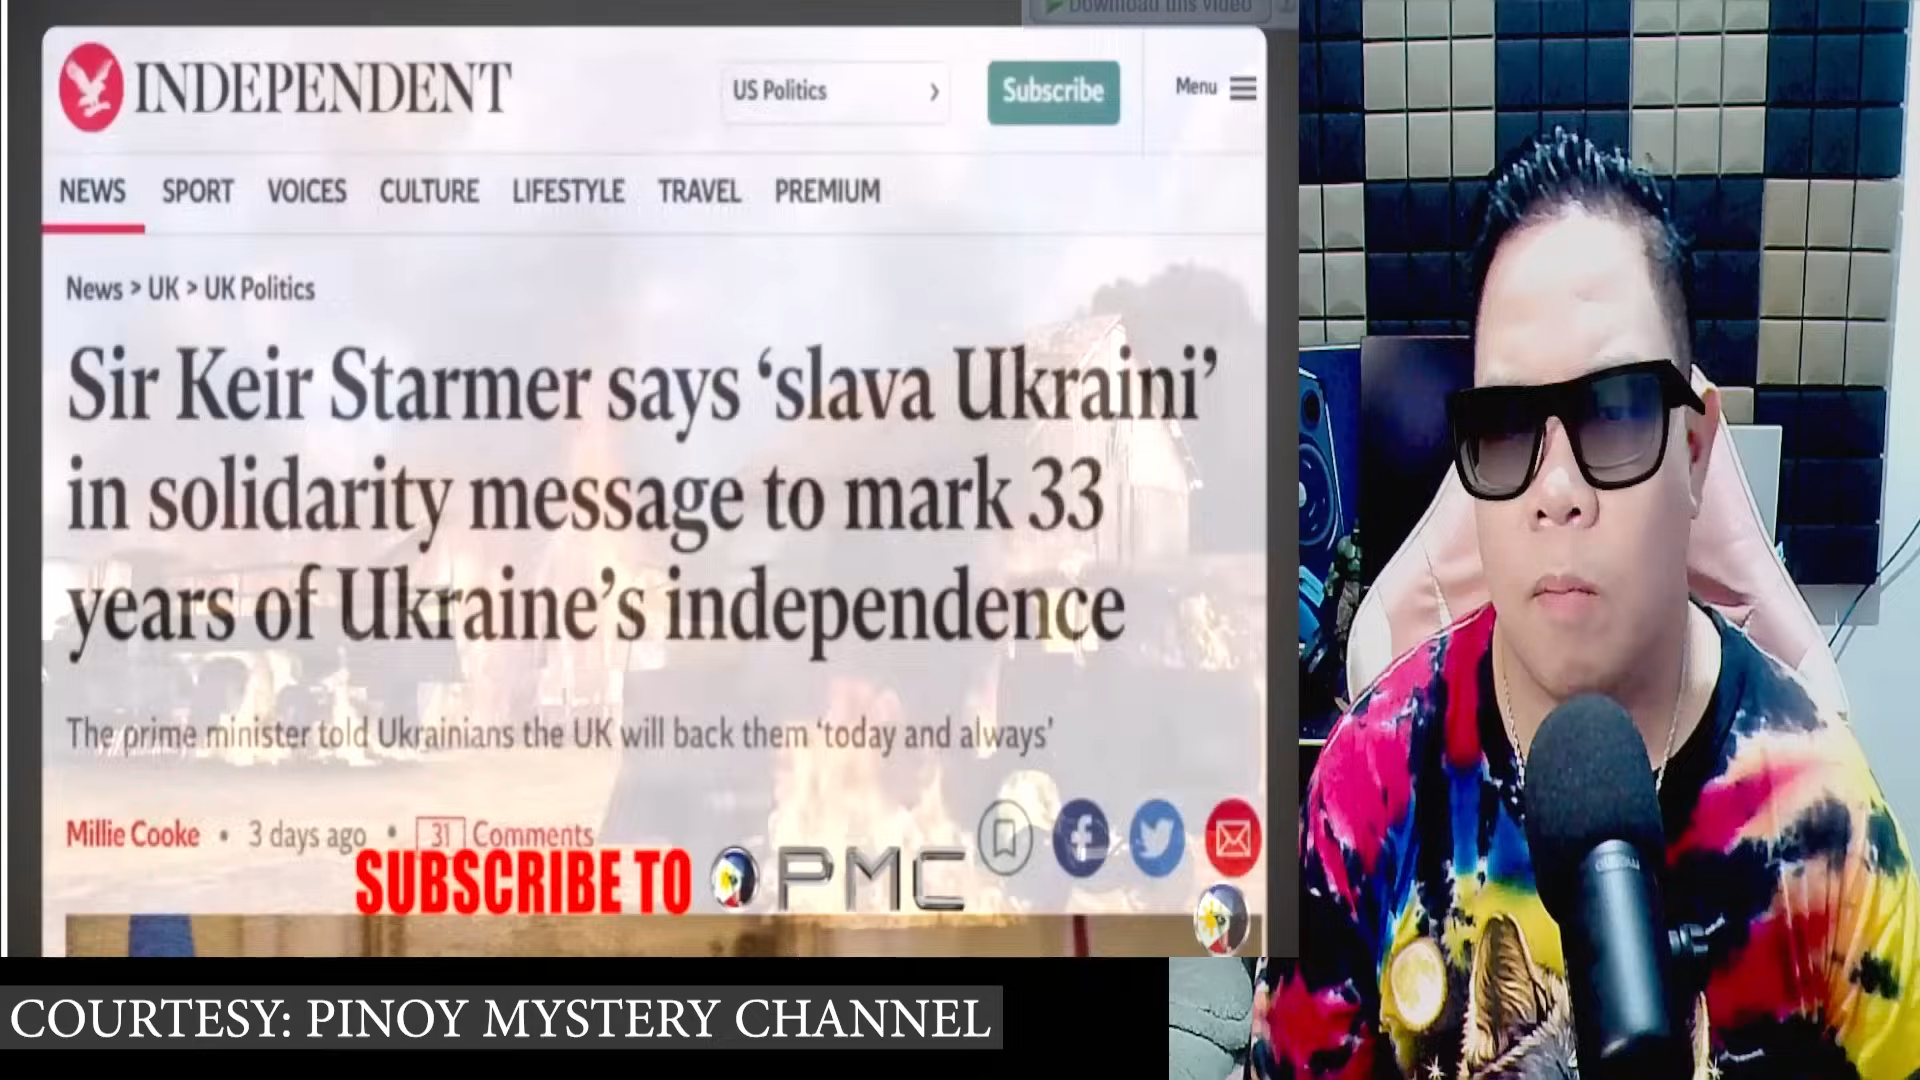 Download this video
INDEPENDENT
US Politics
Subscribe
Menu
NEWS SPORT VOICES CULTURE LIFESTYLE TRAVEL PREMIUM
News > UK > UK Politics
Sir Keir Starmer says ‘slava Ukraini’
in solidarity message to mark 33
years of Ukraine’s independence
The prime minister told Ukrainians the UK will back them ‘today and always’
Millie Cooke • 3 days ago • 31 Comments
SUBSCRIBE TO PMC
COURTESY: PINOY MYSTERY CHANNEL